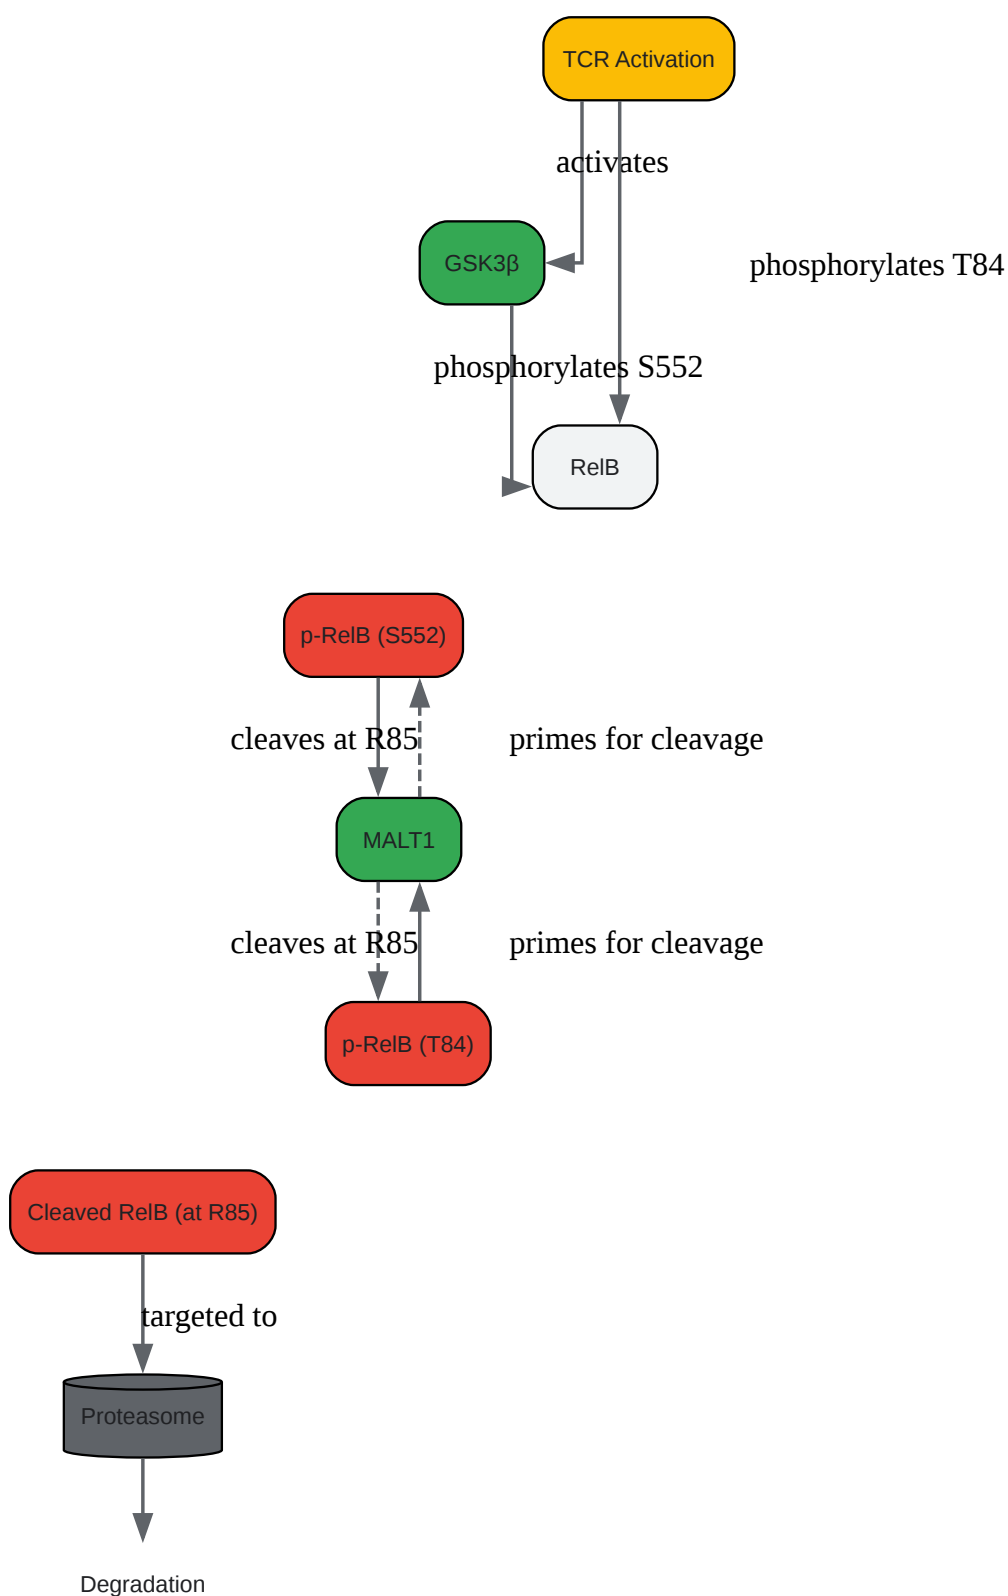 TCR Activation
activates
GSK3β
phosphorylates T84
phosphorylates S552
RelB
p-RelB (S552)
cleaves at R85
primes for cleavage
MALT1
cleaves at R85
primes for cleavage
p-RelB (T84)
Cleaved RelB (at R85)
targeted to
Proteasome
Degradation